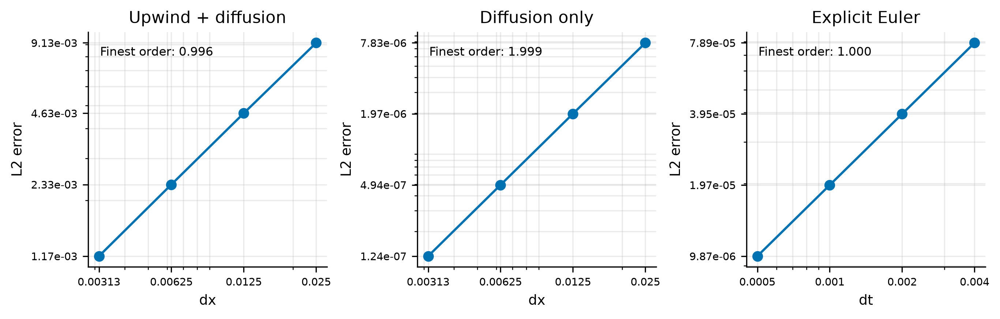 Upwind + diffusion
9.13e-03
4.63e-03
2.33e-03
1.17e-03
Finest order: 0.996
L2 error
0.00313
0.00625
0.0125
0.025
dx
Diffusion only
7.83e-06
1.97e-06
4.94e-07
1.24e-07
Finest order: 1.999
L2 error
0.00313
0.00625
0.0125
0.025
dx
Explicit Euler
7.89e-05
3.95e-05
1.97e-05
9.87e-06
Finest order: 1.000
L2 error
0.0005
0.001
0.002
0.004
dt